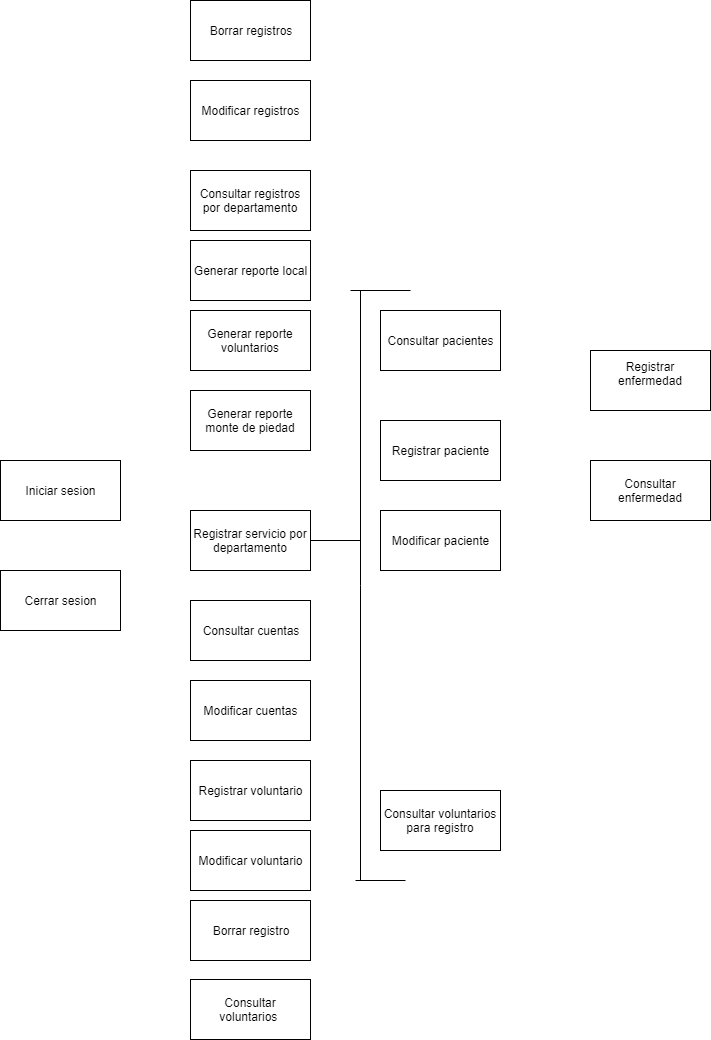 Borrar registros
Modificar registros
Consultar registros
por departamento
Generar reporte local
Generar reporte
voluntarios
Generar reporte
monte de piedad
Iniciar sesion
Cerrar sesion
Registrar servicio por
departamento
Consultar cuentas
Modificar cuentas
Registrar voluntario
Modificar voluntario
Borrar registro
Consultar
voluntarios
Consultar pacientes
Registrar paciente
Modificar paciente
Consultar voluntarios
para registro
Registrar
enfermedad
Consultar
enfermedad